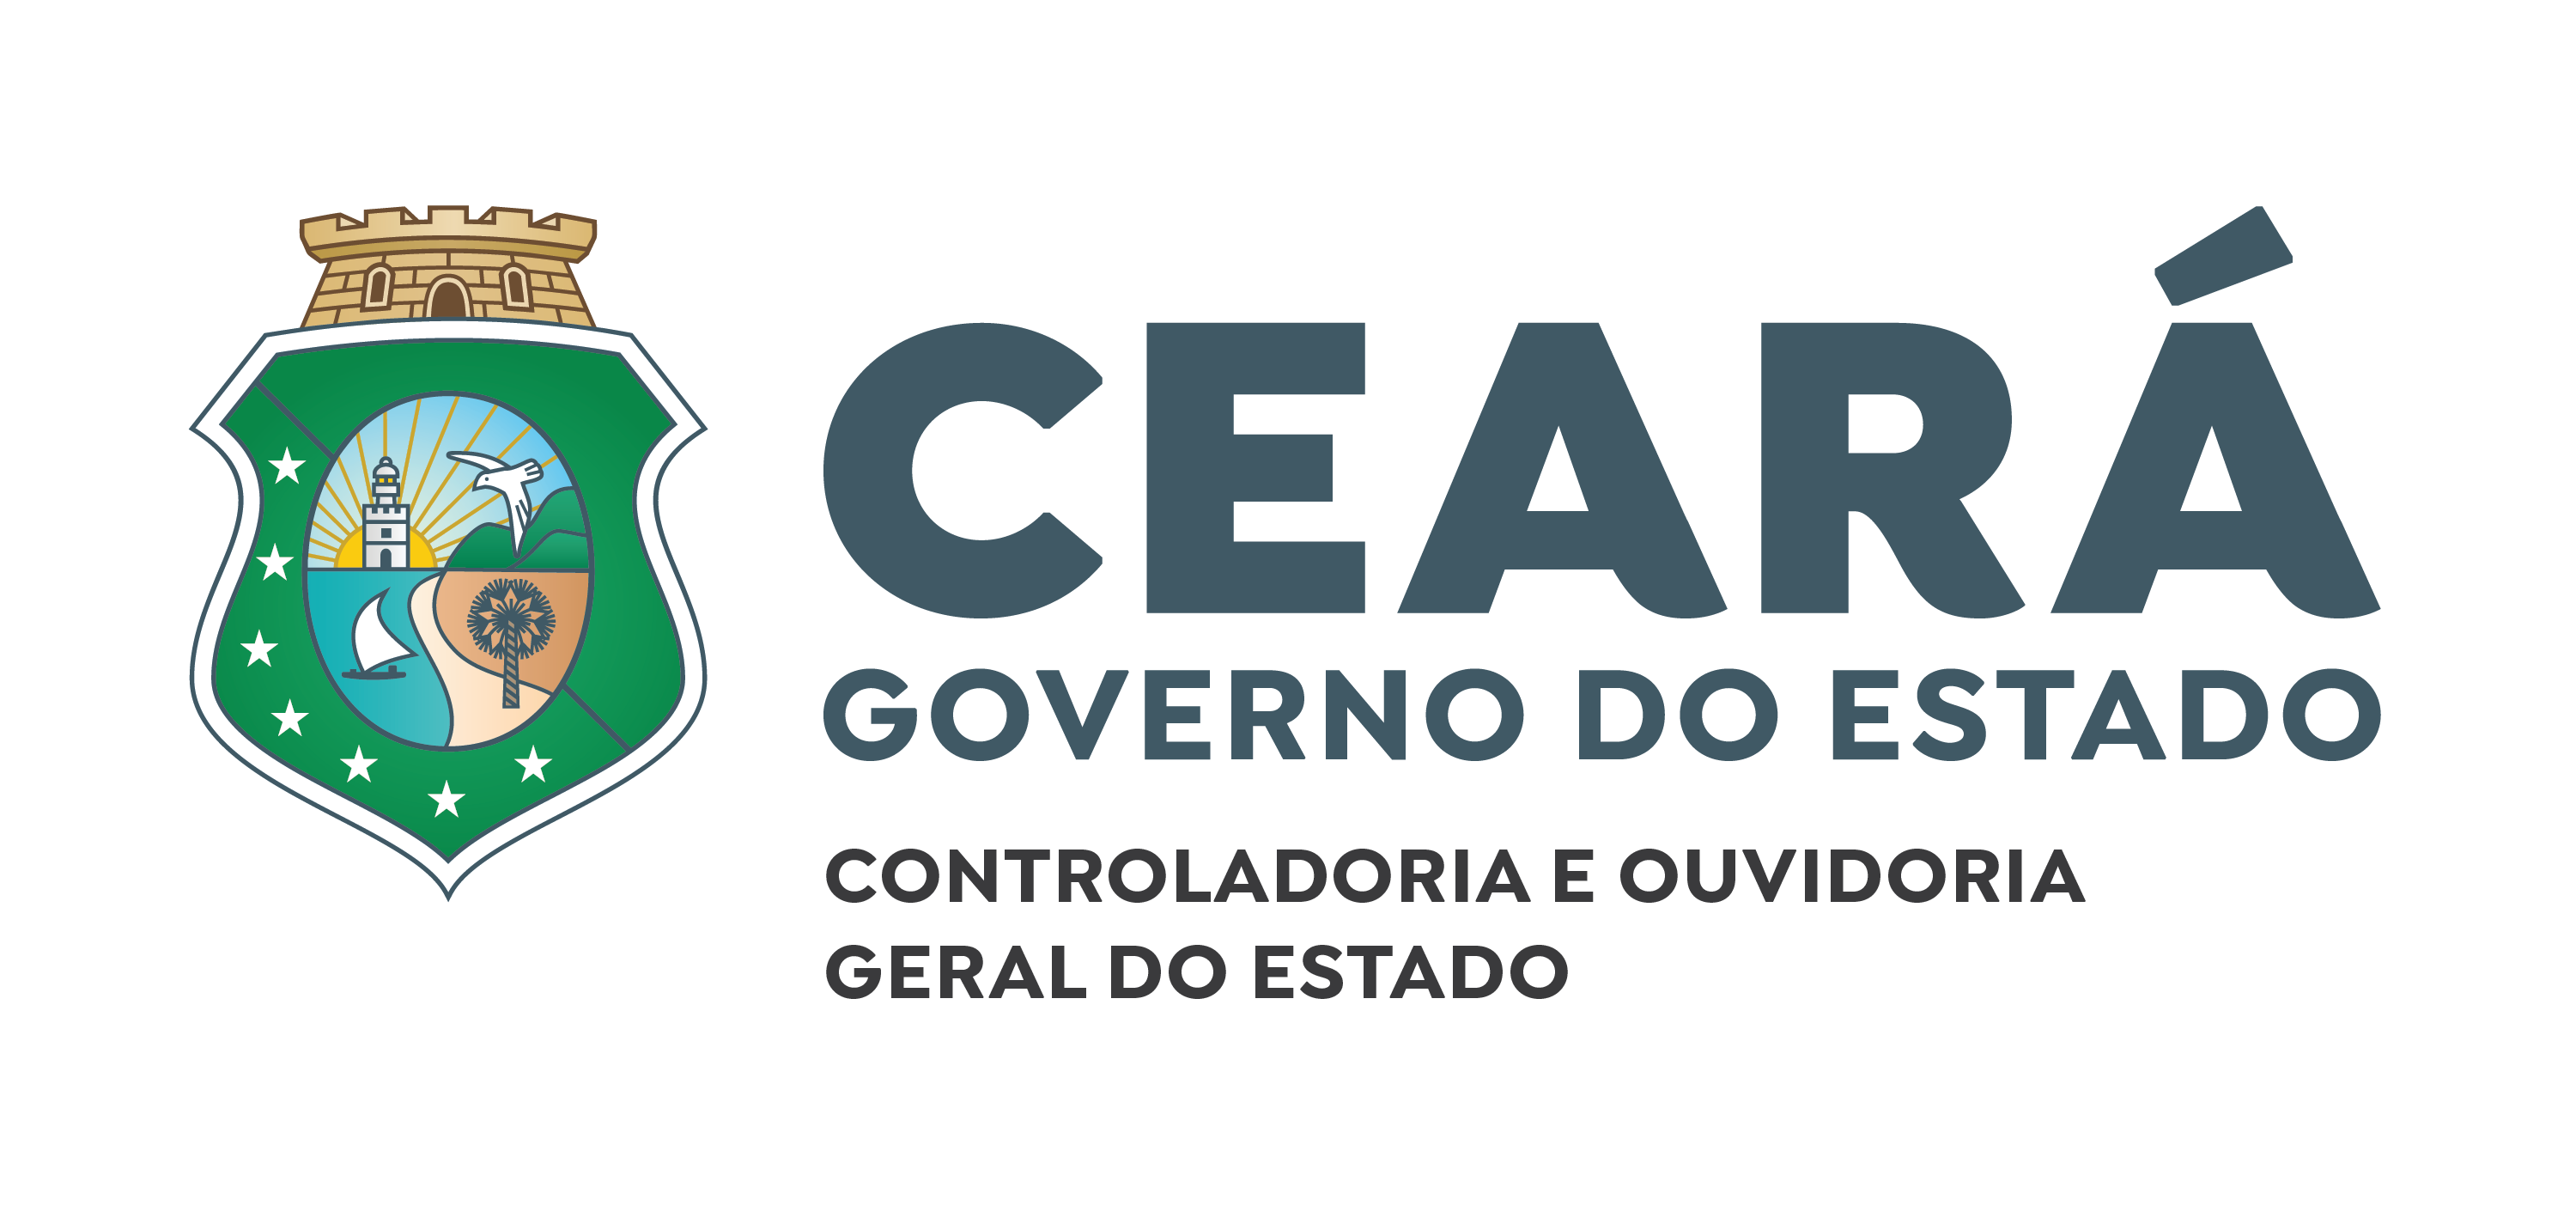 CEARÁ
GOVERNO DO ESTADO
CONTROLADORIA E OUVIDORIA
GERAL DO ESTADO